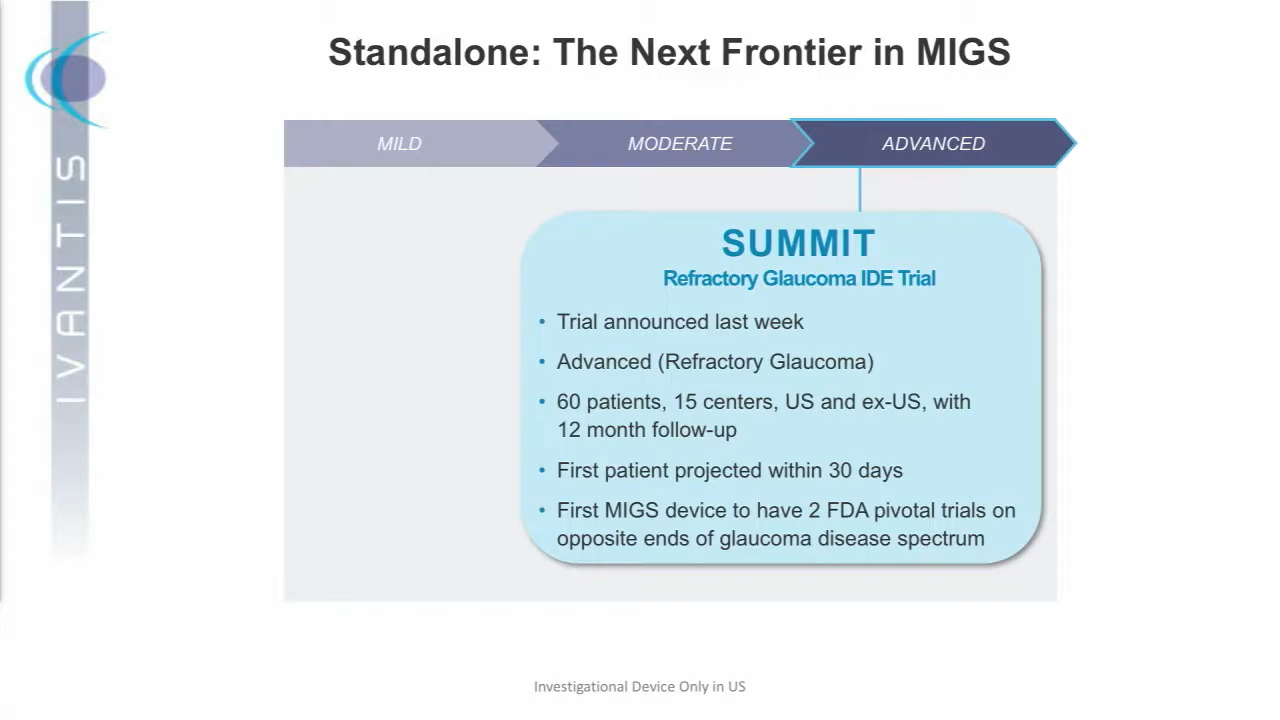 Standalone: The Next Frontier in MIGS
IVANTIS
MILD
MODERATE
ADVANCED
SUMMIT
Refractory Glaucoma IDE Trial
• Trial announced last week
• Advanced (Refractory Glaucoma)
• 60 patients, 15 centers, US and ex-US, with
12 month follow-up
• First patient projected within 30 days
• First MIGS device to have 2 FDA pivotal trials on
opposite ends of glaucoma disease spectrum
Investigational Device Only in US